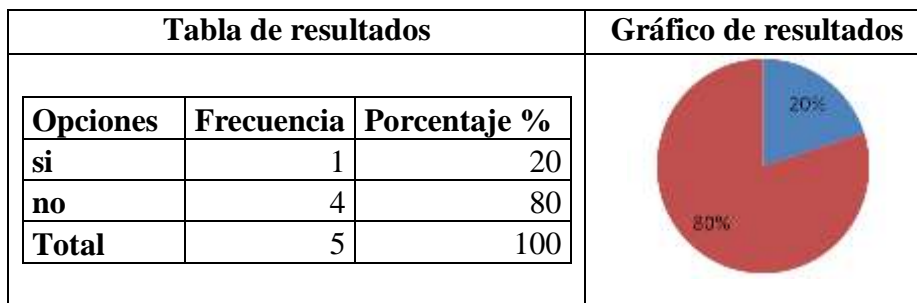 Tabla de resultados Gráfico de resultados
Opciones Frecuencia Porcentaje %
si 1 20
no 4 80
Total 5 100
20%
80%